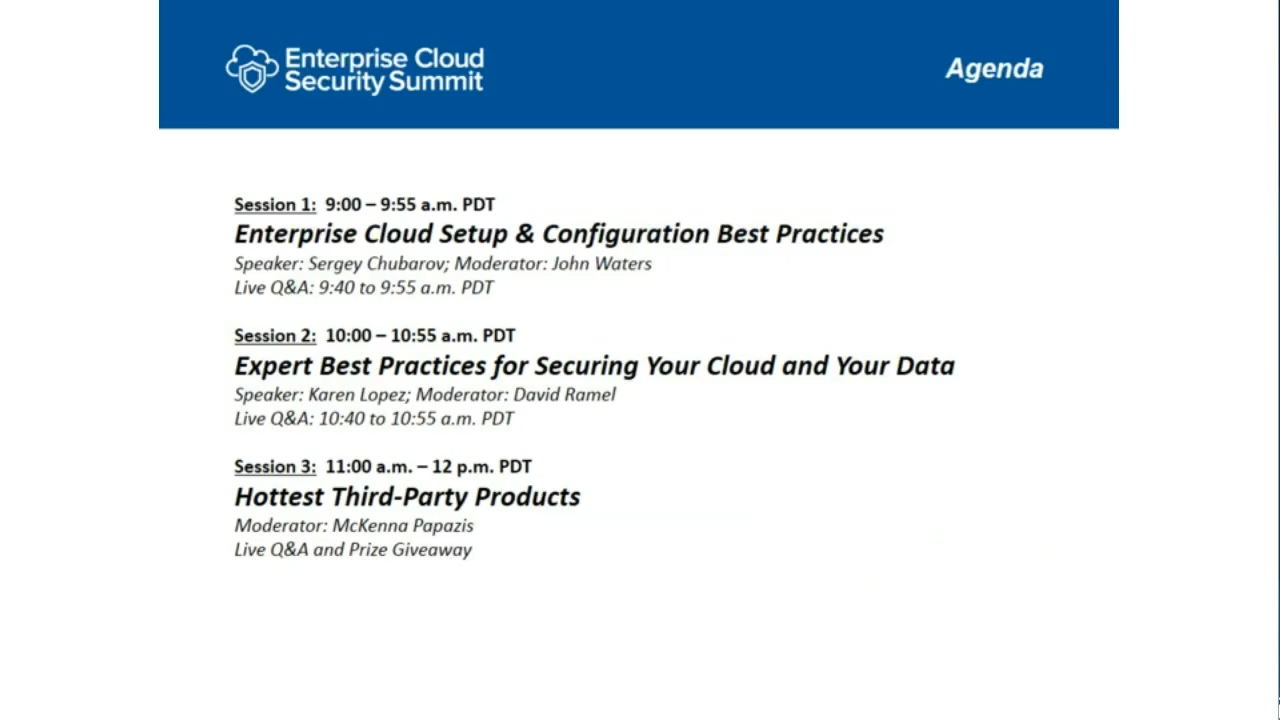 Enterprise Cloud
Security Summit
Agenda
Session 1: 9:00 – 9:55 a.m. PDT
Enterprise Cloud Setup & Configuration Best Practices
Speaker: Sergey Chubarov; Moderator: John Waters
Live Q&A: 9:40 to 9:55 a.m. PDT
Session 2: 10:00 – 10:55 a.m. PDT
Expert Best Practices for Securing Your Cloud and Your Data
Speaker: Karen Lopez; Moderator: David Ramel
Live Q&A: 10:40 to 10:55 a.m. PDT
Session 3: 11:00 a.m. – 12 p.m. PDT
Hottest Third-Party Products
Moderator: McKenna Papazis
Live Q&A and Prize Giveaway